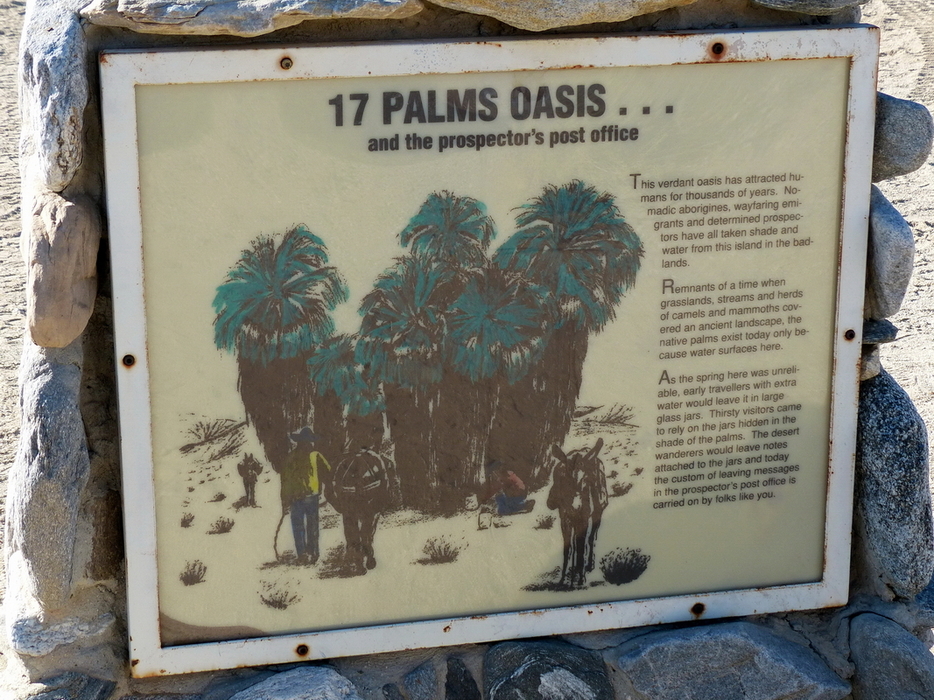 17 PALMS OASIS . . .
and the prospector's post office
This verdant oasis has attracted hu-
mans for thousands of years. No-
madic aborigines, wayfaring emi-
grants and determined prospec-
tors have all taken shade and
water from this island in the bad-
lands.
Remnants of a time when
grasslands, streams and herds
of camels and mammoths cov-
ered an ancient landscape, the
native palms exist today only be-
cause water surfaces here.
As the spring here was unreli-
able, early travellers with extra
water would leave it in large
glass jars. Thirsty visitors came
to rely on the jars hidden in the
shade of the palms. The desert
wanderers would leave notes
attached to the jars and today
the custom of leaving messages
in the prospector's post office is
carried on by folks like you.